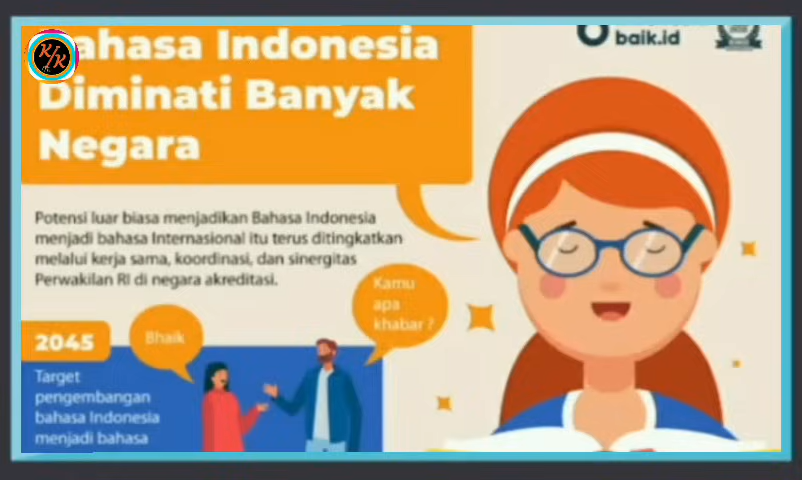 K/K
ahasa Indonesia
Diminati Banyak
Negara
baik.id
Potensi luar biasa menjadikan Bahasa Indonesia
menjadi bahasa Internasional itu terus ditingkatkan
melalui kerja sama, koordinasi, dan sinergitas
Perwakilan RI di negara akreditasi.
Kamu
apa
khabar ?
Bhaik
2045
Target
pengembangan
bahasa Indonesia
menjadi bahasa